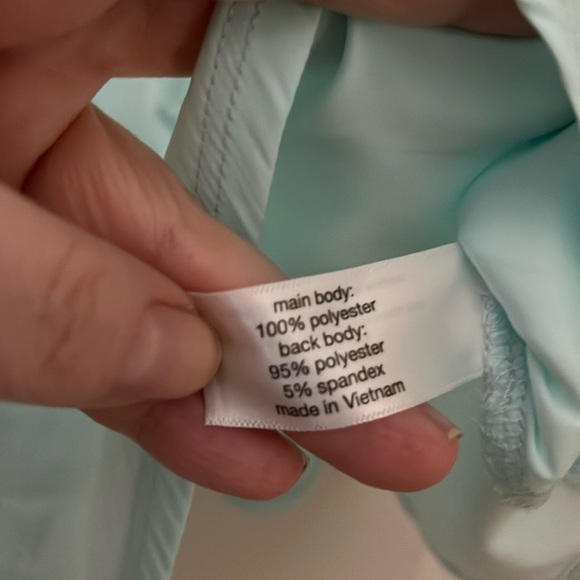 main body:
100% polyester
back body:
95% polyester
5% spandex
made in Vietnam